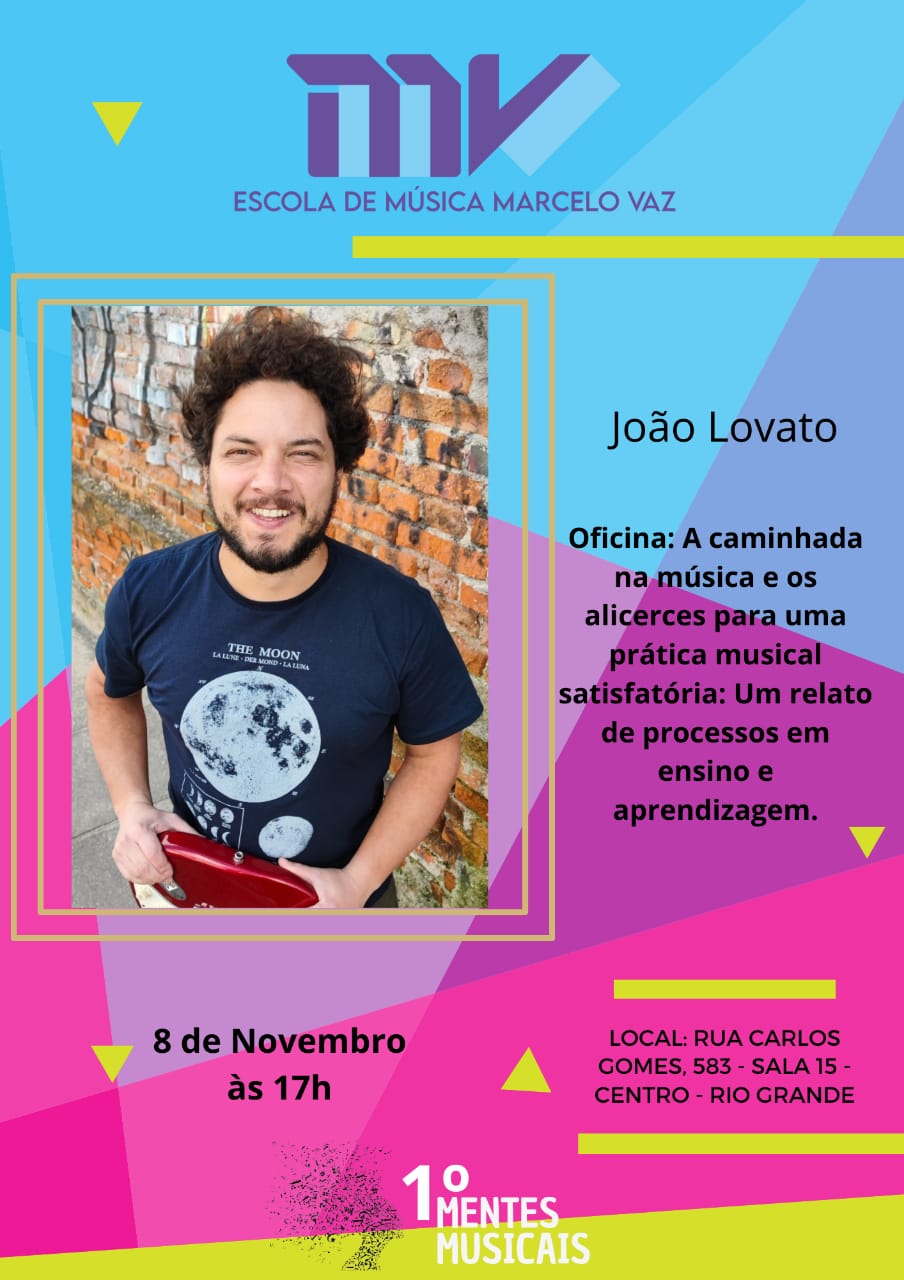 MV
ESCOLA DE MÚSICA MARCELO VAZ
João Lovato
Oficina: A caminhada
na música e os
alicerces para uma
prática musical
satisfatória: Um relato
de processos em
ensino e
aprendizagem.
THE MOON
LA LUNE • DER MOND • LA LUNA
8 de Novembro
às 17h
LOCAL: RUA CARLOS
GOMES, 583 - SALA 15 -
CENTRO - RIO GRANDE
1º
MENTES
MUSICAIS